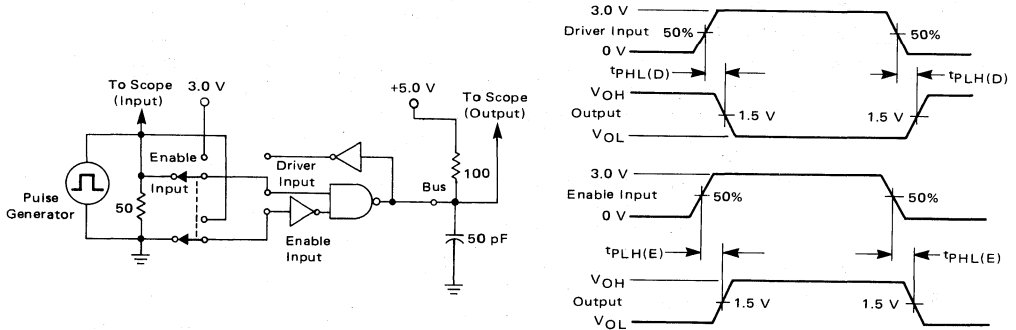 To Scope
(Input)
3.0 V
Enable
Input
Pulse
Generator
50
Driver
Input
Enable
Input
+5.0 V
To Scope
(Output)
100
Bus
50 pF
3.0 V
Driver Input
50%
50%
0 V
tPHL(D)
tPLH(D)
VOH
Output
1.5 V
1.5 V
VOL
3.0 V
Enable Input
50%
50%
0 V
tPLH(E)
tPHL(E)
VOH
Output
1.5 V
1.5 V
VOL